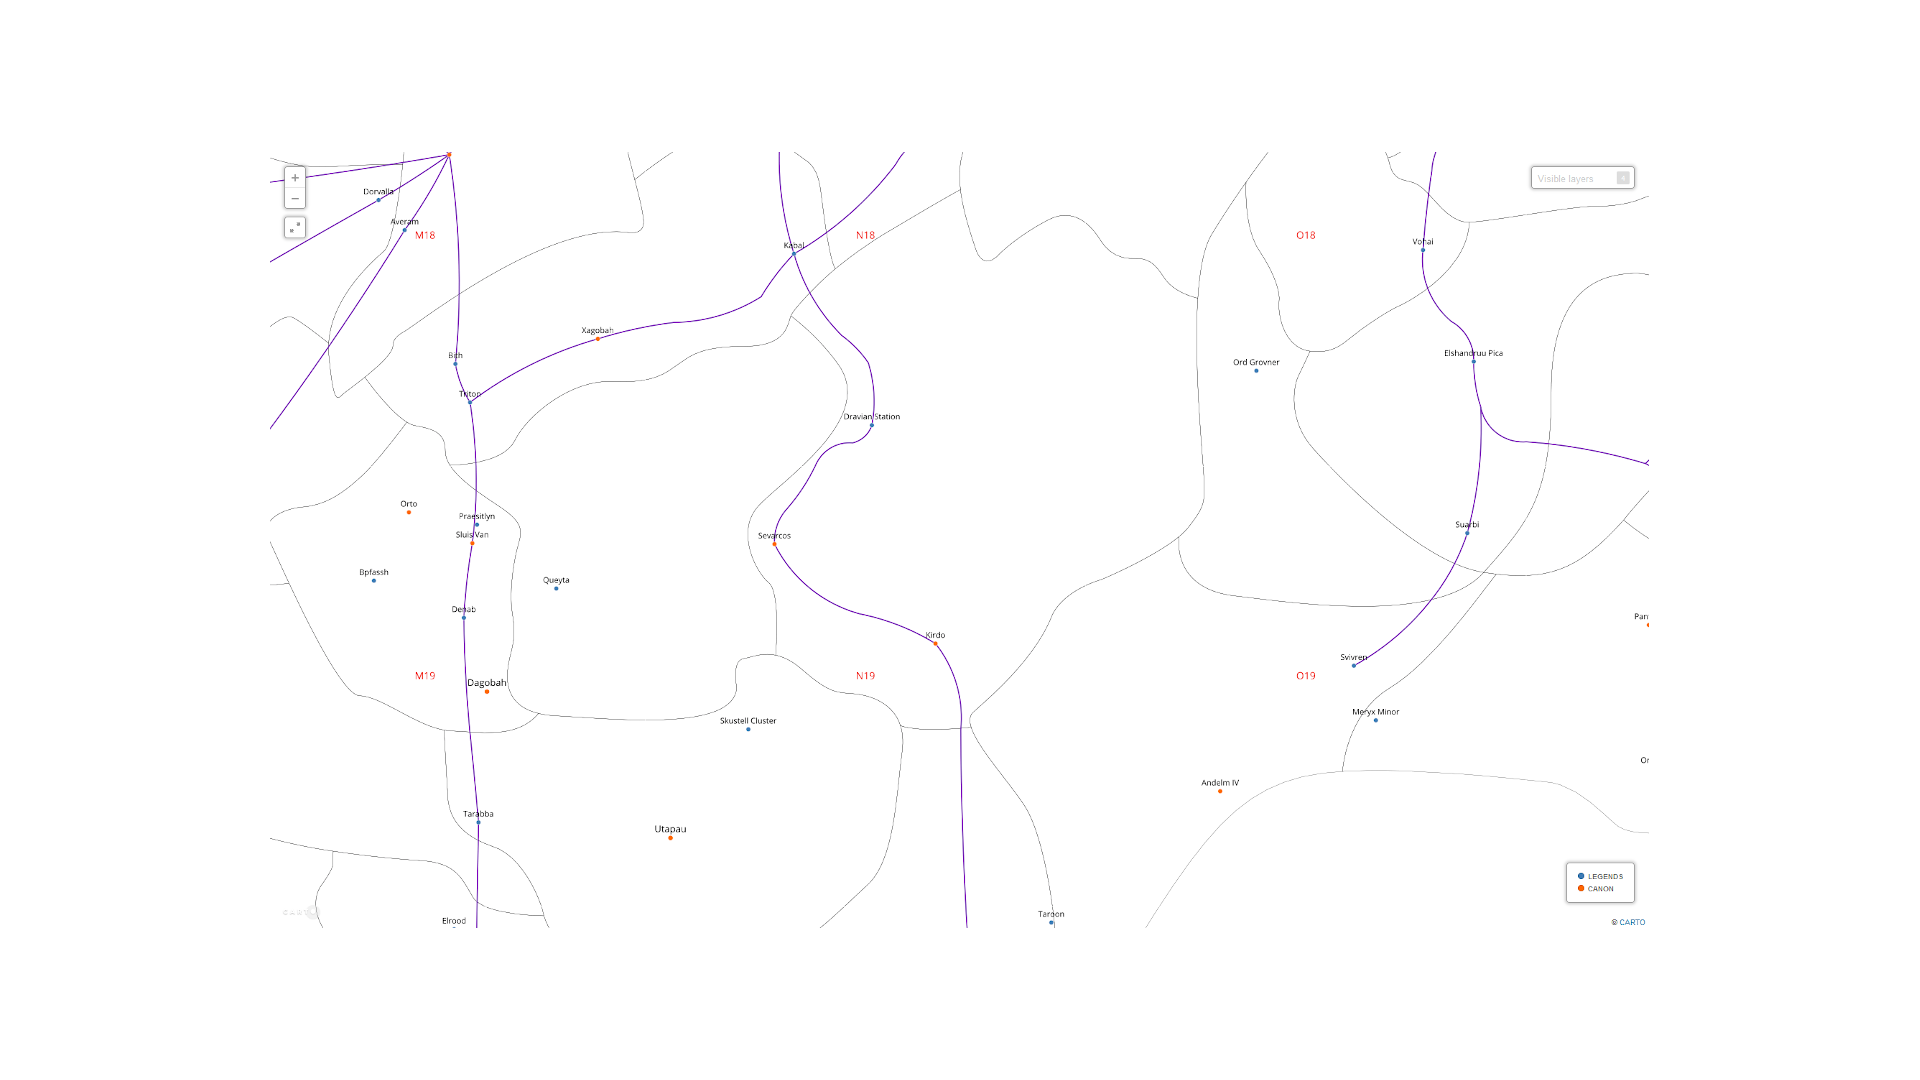 Visible layers
+
−
Dorvalla
Averam
M18
N18
O18
Kabal
Vohai
Xagobah
Bith
Elshandruu Pica
Ord Grovner
Triton
Dravian Station
Orto
Praesitlyn
Suarbi
Sluis Van
Sevarcos
Bpfassh
Queyta
Denab
Kirdo
Svivren
M19
N19
O19
Dagobah
Meryx Minor
Skustell Cluster
Andelm IV
Tarabba
Utapau
LEGENDS
CANON
Taroon
Elrood
© CARTO